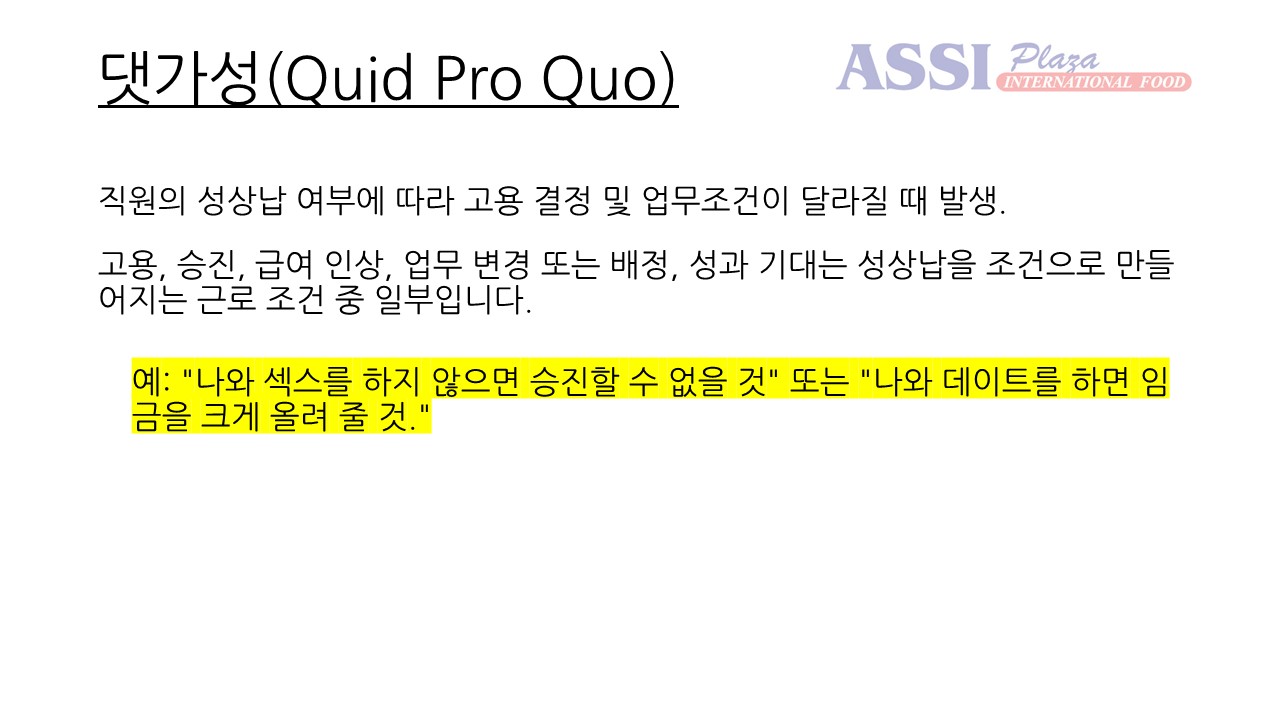 댓가성(Quid Pro Quo)
ASSI Plaza
INTERNATIONAL FOOD
직원의 성상납 여부에 따라 고용 결정 및 업무조건이 달라질 때 발생.
고용, 승진, 급여 인상, 업무 변경 또는 배정, 성과 기대는 성상납을 조건으로 만들
어지는 근로 조건 중 일부입니다.
예: "나와 섹스를 하지 않으면 승진할 수 없을 것" 또는 "나와 데이트를 하면 임
금을 크게 올려 줄 것."